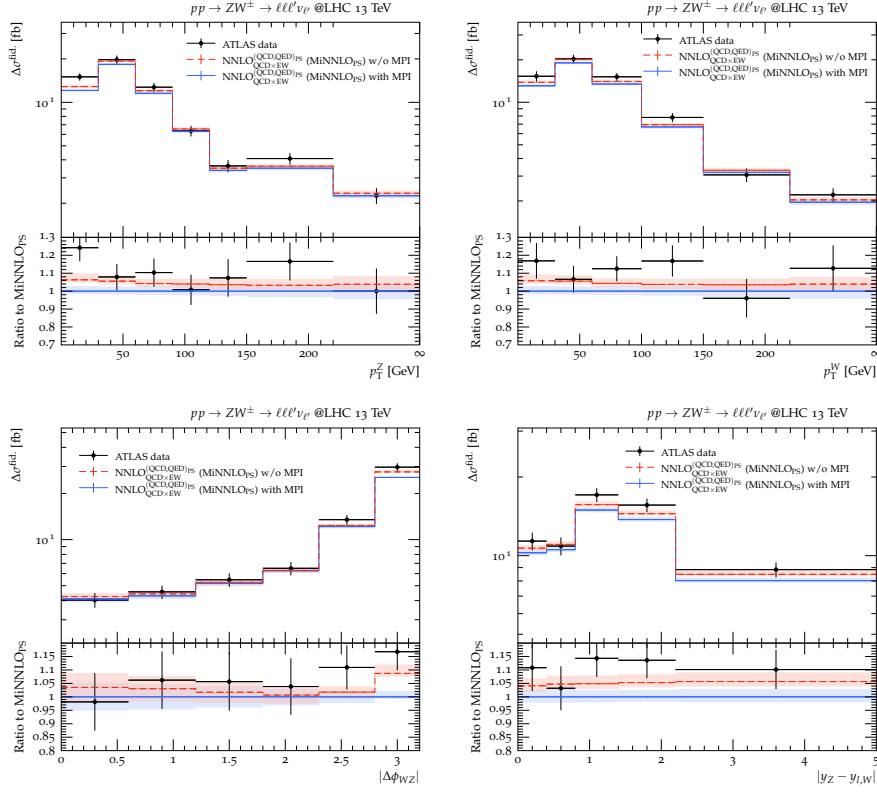 pp → ZW± → ℓℓℓ′νℓ′ @LHC 13 TeV
Δσfid. [fb]
ATLAS data
NNLO(QCD,QED)PS QCD×EW (MiNNLOPS) w/o MPI
NNLO(QCD,QED)PS QCD×EW (MiNNLOPS) with MPI
10¹
Ratio to MiNNLOPS
1.3
1.2
1.1
1.0
0.9
0.8
0.7
50 100 150 200 ∞
pTZ [GeV]
pp → ZW± → ℓℓℓ′νℓ′ @LHC 13 TeV
Δσfid. [fb]
ATLAS data
NNLO(QCD,QED)PS QCD×EW (MiNNLOPS) w/o MPI
NNLO(QCD,QED)PS QCD×EW (MiNNLOPS) with MPI
10¹
Ratio to MiNNLOPS
1.3
1.2
1.1
1.0
0.9
0.8
0.7
50 100 150 200 ∞
pTW [GeV]
pp → ZW± → ℓℓℓ′νℓ′ @LHC 13 TeV
Δσfid. [fb]
ATLAS data
NNLO(QCD,QED)PS QCD×EW (MiNNLOPS) w/o MPI
NNLO(QCD,QED)PS QCD×EW (MiNNLOPS) with MPI
10¹
Ratio to MiNNLOPS
1.15
1.1
1.05
1
0.95
0.9
0.85
0.8
0 0.5 1 1.5 2 2.5 3
|ΔϕWZ|
pp → ZW± → ℓℓℓ′νℓ′ @LHC 13 TeV
Δσfid. [fb]
ATLAS data
NNLO(QCD,QED)PS QCD×EW (MiNNLOPS) w/o MPI
NNLO(QCD,QED)PS QCD×EW (MiNNLOPS) with MPI
10¹
Ratio to MiNNLOPS
1.15
1.1
1.05
1
0.95
0.9
0.85
0.8
0 1 2 3 4 5
|yZ − yl,W|